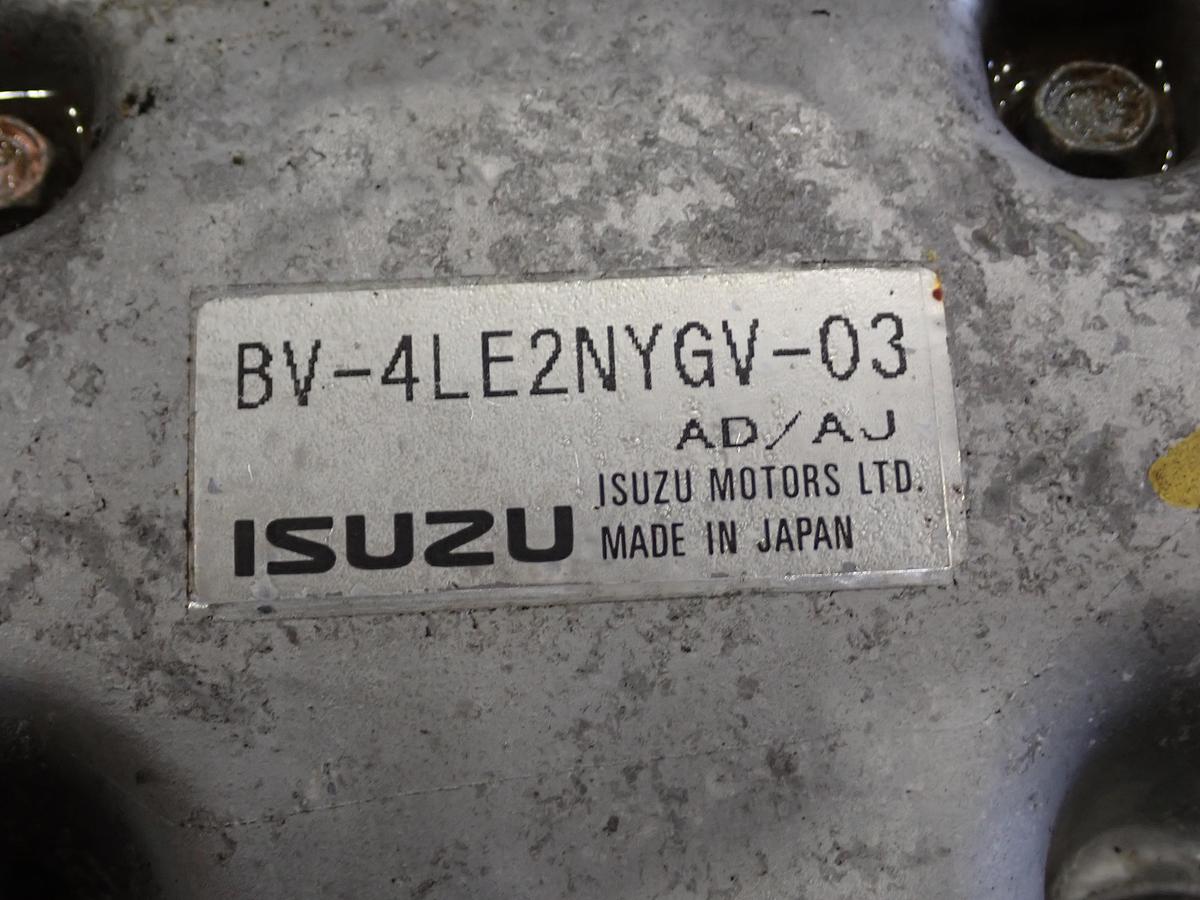 BV-4LE2NYGV-03
AD/AJ
ISUZU MOTORS LTD.
ISUZU MADE IN JAPAN